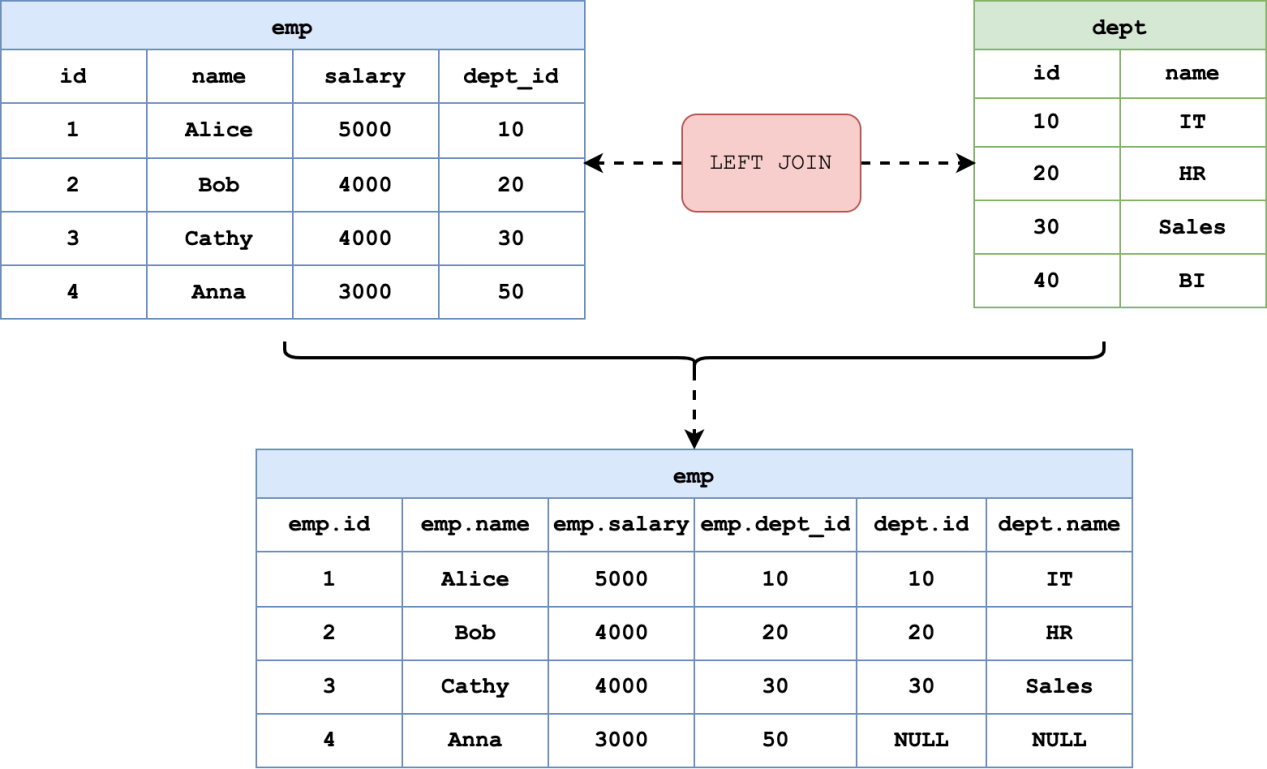 emp
id name salary dept_id
1 Alice 5000 10
2 Bob 4000 20
3 Cathy 4000 30
4 Anna 3000 50
LEFT JOIN
dept
id name
10 IT
20 HR
30 Sales
40 BI
emp
emp.id emp.name emp.salary emp.dept_id dept.id dept.name
1 Alice 5000 10 10 IT
2 Bob 4000 20 20 HR
3 Cathy 4000 30 30 Sales
4 Anna 3000 50 NULL NULL